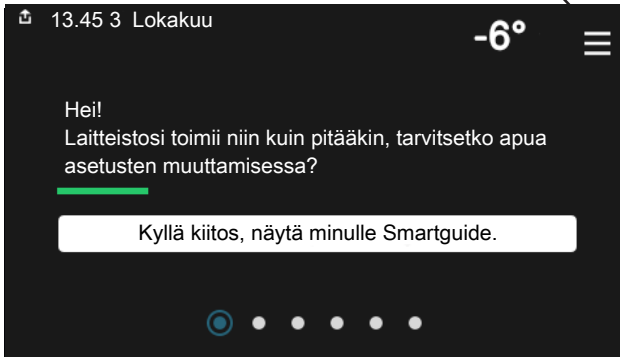 13.45 3 Lokakuu
-6°
Hei!
Laitteistosi toimii niin kuin pitääkin, tarvitsetko apua
asetusten muuttamisessa?
Kyllä kiitos, näytä minulle Smartguide.